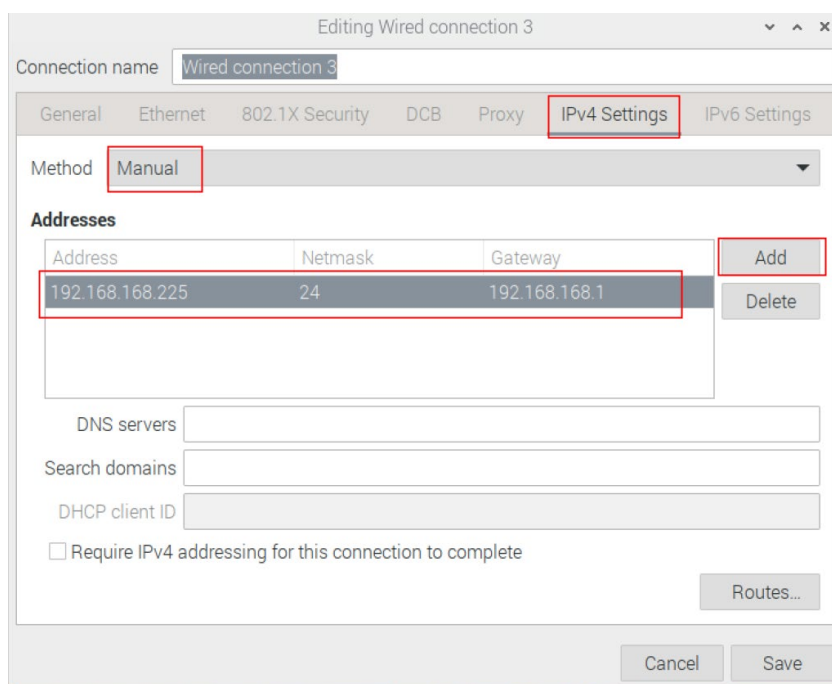 Editing Wired connection 3
Connection name Wired connection 3
General Ethernet 802.1X Security DCB Proxy IPv4 Settings IPv6 Settings
Method Manual
Addresses
Address Netmask Gateway Add
192.168.168.225 24 192.168.168.1
Delete
DNS servers
Search domains
DHCP client ID
Require IPv4 addressing for this connection to complete
Routes...
Cancel Save